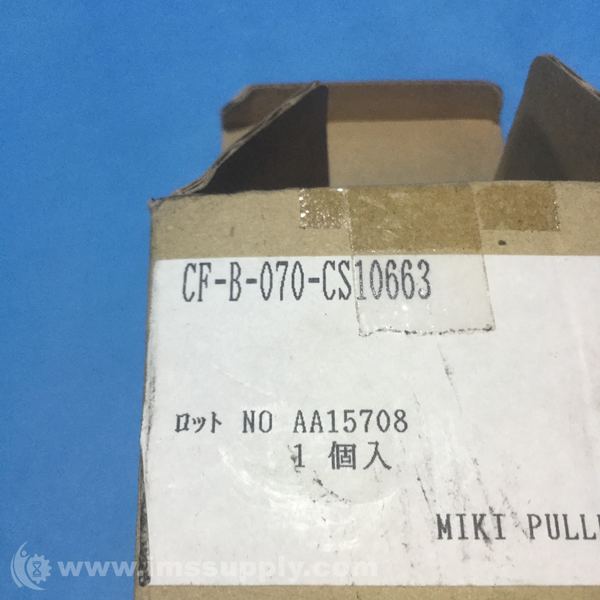 CF-B-070-CS10663
ロット NO AA15708
1 個入
MIKI PULL
www.imssupply.com